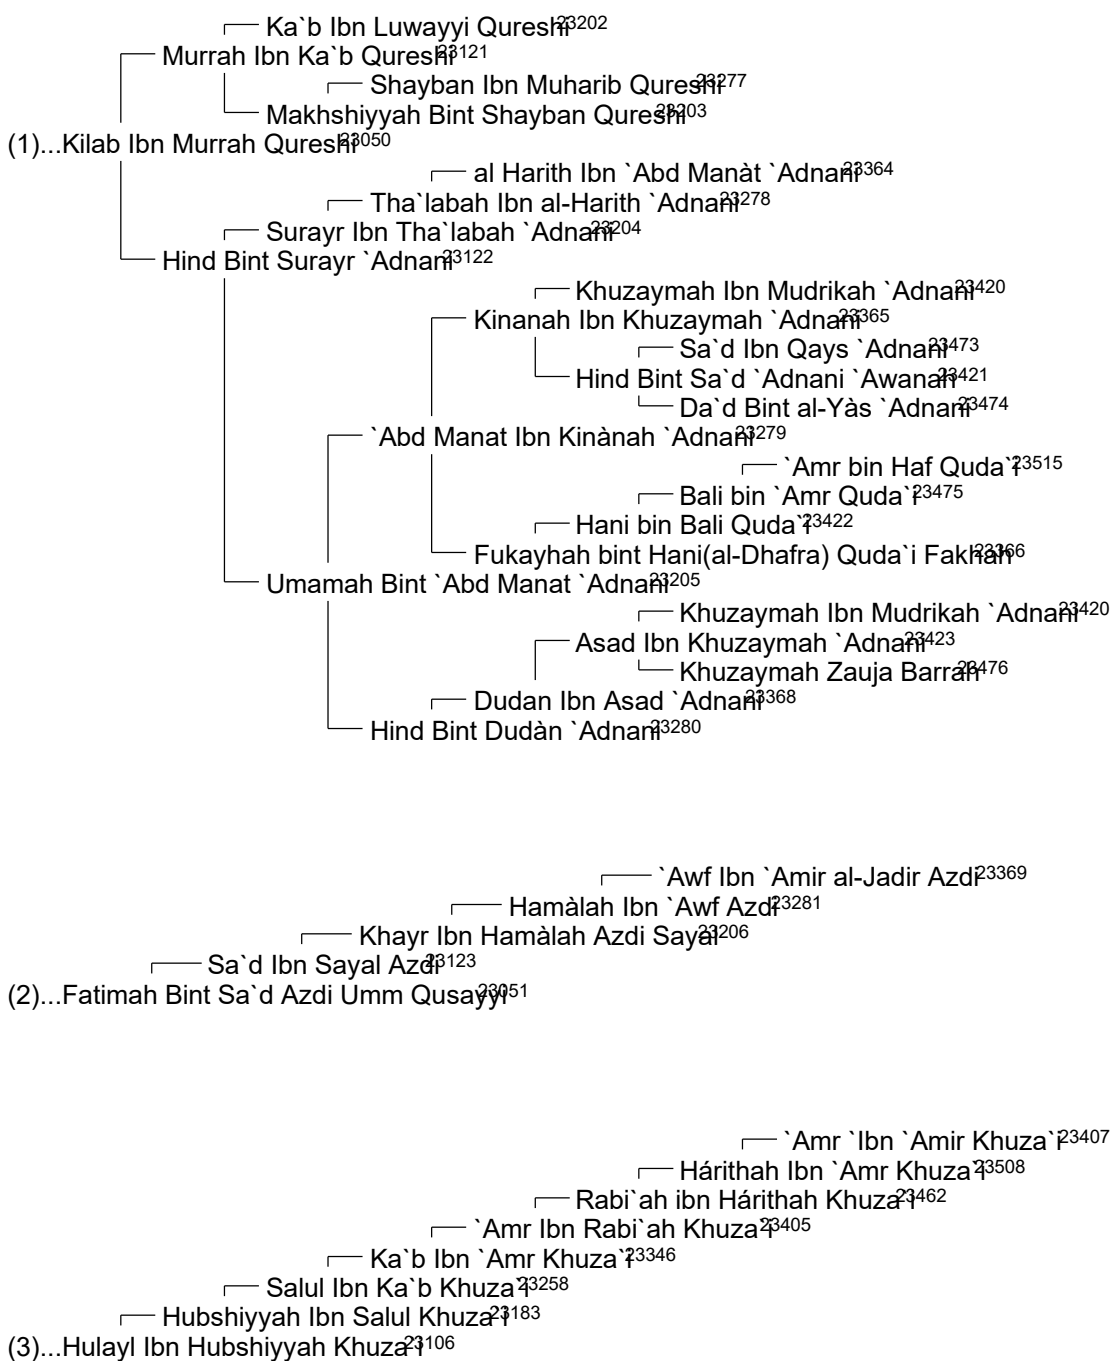 Ka`b Ibn Luwayyi Qureshi23202
Murrah Ibn Ka`b Qureshi23121
Shayban Ibn Muharib Qureshi23277
Makhshiyyah Bint Shayban Qureshi23203
(1)...Kilab Ibn Murrah Qureshi23050
al Harith Ibn `Abd Manàt `Adnani23364
Tha`labah Ibn al-Harith `Adnani23278
Surayr Ibn Tha`labah `Adnani23204
Hind Bint Surayr `Adnani23122
Khuzaymah Ibn Mudrikah `Adnani23420
Kinanah Ibn Khuzaymah `Adnani23365
Sa`d Ibn Qays `Adnani23473
Hind Bint Sa`d `Adnani `Awanah23421
Da`d Bint al-Yàs `Adnani23474
`Abd Manat Ibn Kinànah `Adnani23279
`Amr bin Haf Quda`i23515
Bali bin `Amr Quda`i23475
Hani bin Bali Quda`i23422
Fukayhah bint Hani(al-Dhafra) Quda`i Fakhah23366
Umamah Bint `Abd Manat `Adnani23205
Khuzaymah Ibn Mudrikah `Adnani23420
Asad Ibn Khuzaymah `Adnani23423
Khuzaymah Zauja Barrah23476
Dudan Ibn Asad `Adnani23368
Hind Bint Dudàn `Adnani23280
`Awf Ibn `Amir al-Jadir Azdi23369
Hamàlah Ibn `Awf Azdi23281
Khayr Ibn Hamàlah Azdi Sayal23206
Sa`d Ibn Sayal Azdi23123
(2)...Fatimah Bint Sa`d Azdi Umm Qusayyi23051
`Amr `Ibn `Amir Khuza`i23407
Hárithah Ibn `Amr Khuza`i23508
Rabi`ah ibn Hárithah Khuza`i23462
`Amr Ibn Rabi`ah Khuza`i23405
Ka`b Ibn `Amr Khuza`i23346
Salul Ibn Ka`b Khuza`i23258
Hubshiyyah Ibn Salul Khuza`i23183
(3)...Hulayl Ibn Hubshiyyah Khuza`i23106